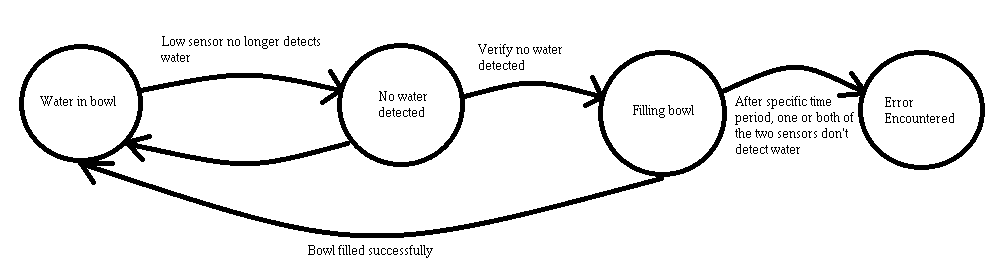 Low sensor no longer detects
water
Verify no water
detected
Water in bowl
No water
detected
Filling bowl
After specific time
period, one or both of
the two sensors don't
detect water
Error
Encountered
Bowl filled successfully